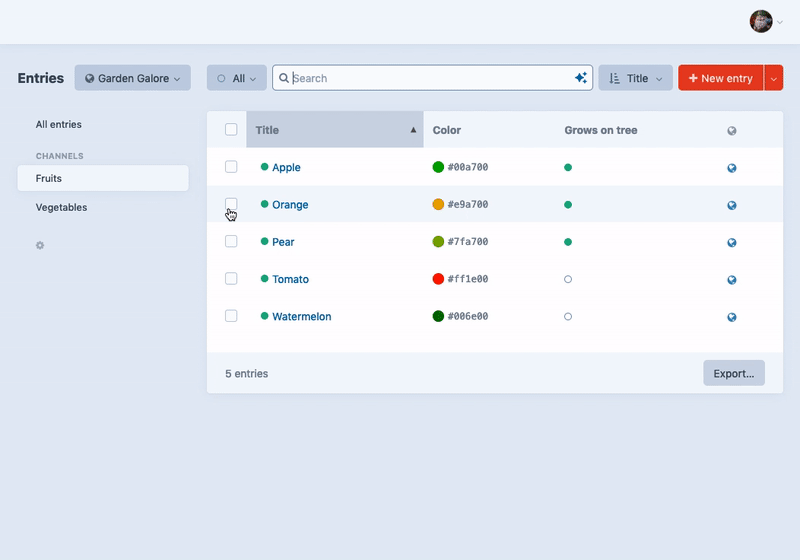 Entries Garden Galore All Search Title New entry
All entries
CHANNELS
Fruits
Vegetables
Title Color Grows on tree
Apple #00a700
Orange #e9a700
Pear #7fa700
Tomato #ff1e00
Watermelon #006e00
5 entries Export...